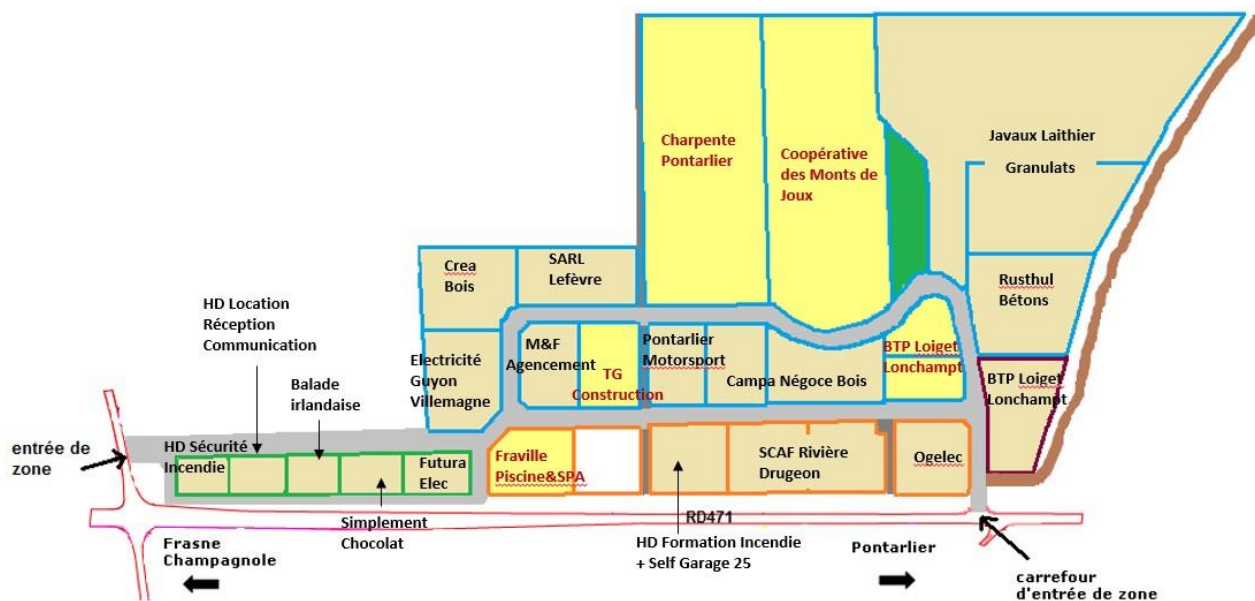 Charpente
Pontarlier
Coopérative
des Monts de
Joux
Javaux Laithier
Granulats
Crea
Bois
SARL
Lefèvre
Rusthul
Bétons
HD Location
Réception
Communication
Balade
irlandaise
Electricité
Guyon
Villemagne
M&F
Agencement
TG
Construction
Pontarlier
Motorsport
Campa Négoce Bois
BTP Loiget
Lonchampt
BTP Loiget
Lonchampt
entrée de
zone
HD Sécurité
Incendie
Futura
Elec
Fraville
Piscine&SPA
SCAF Rivière
Drugeon
Ogelec
Simplement
Chocolat
RD471
HD Formation Incendie
+ Self Garage 25
Frasne
Champagnole
Pontarlier
carrefour
d'entrée de zone